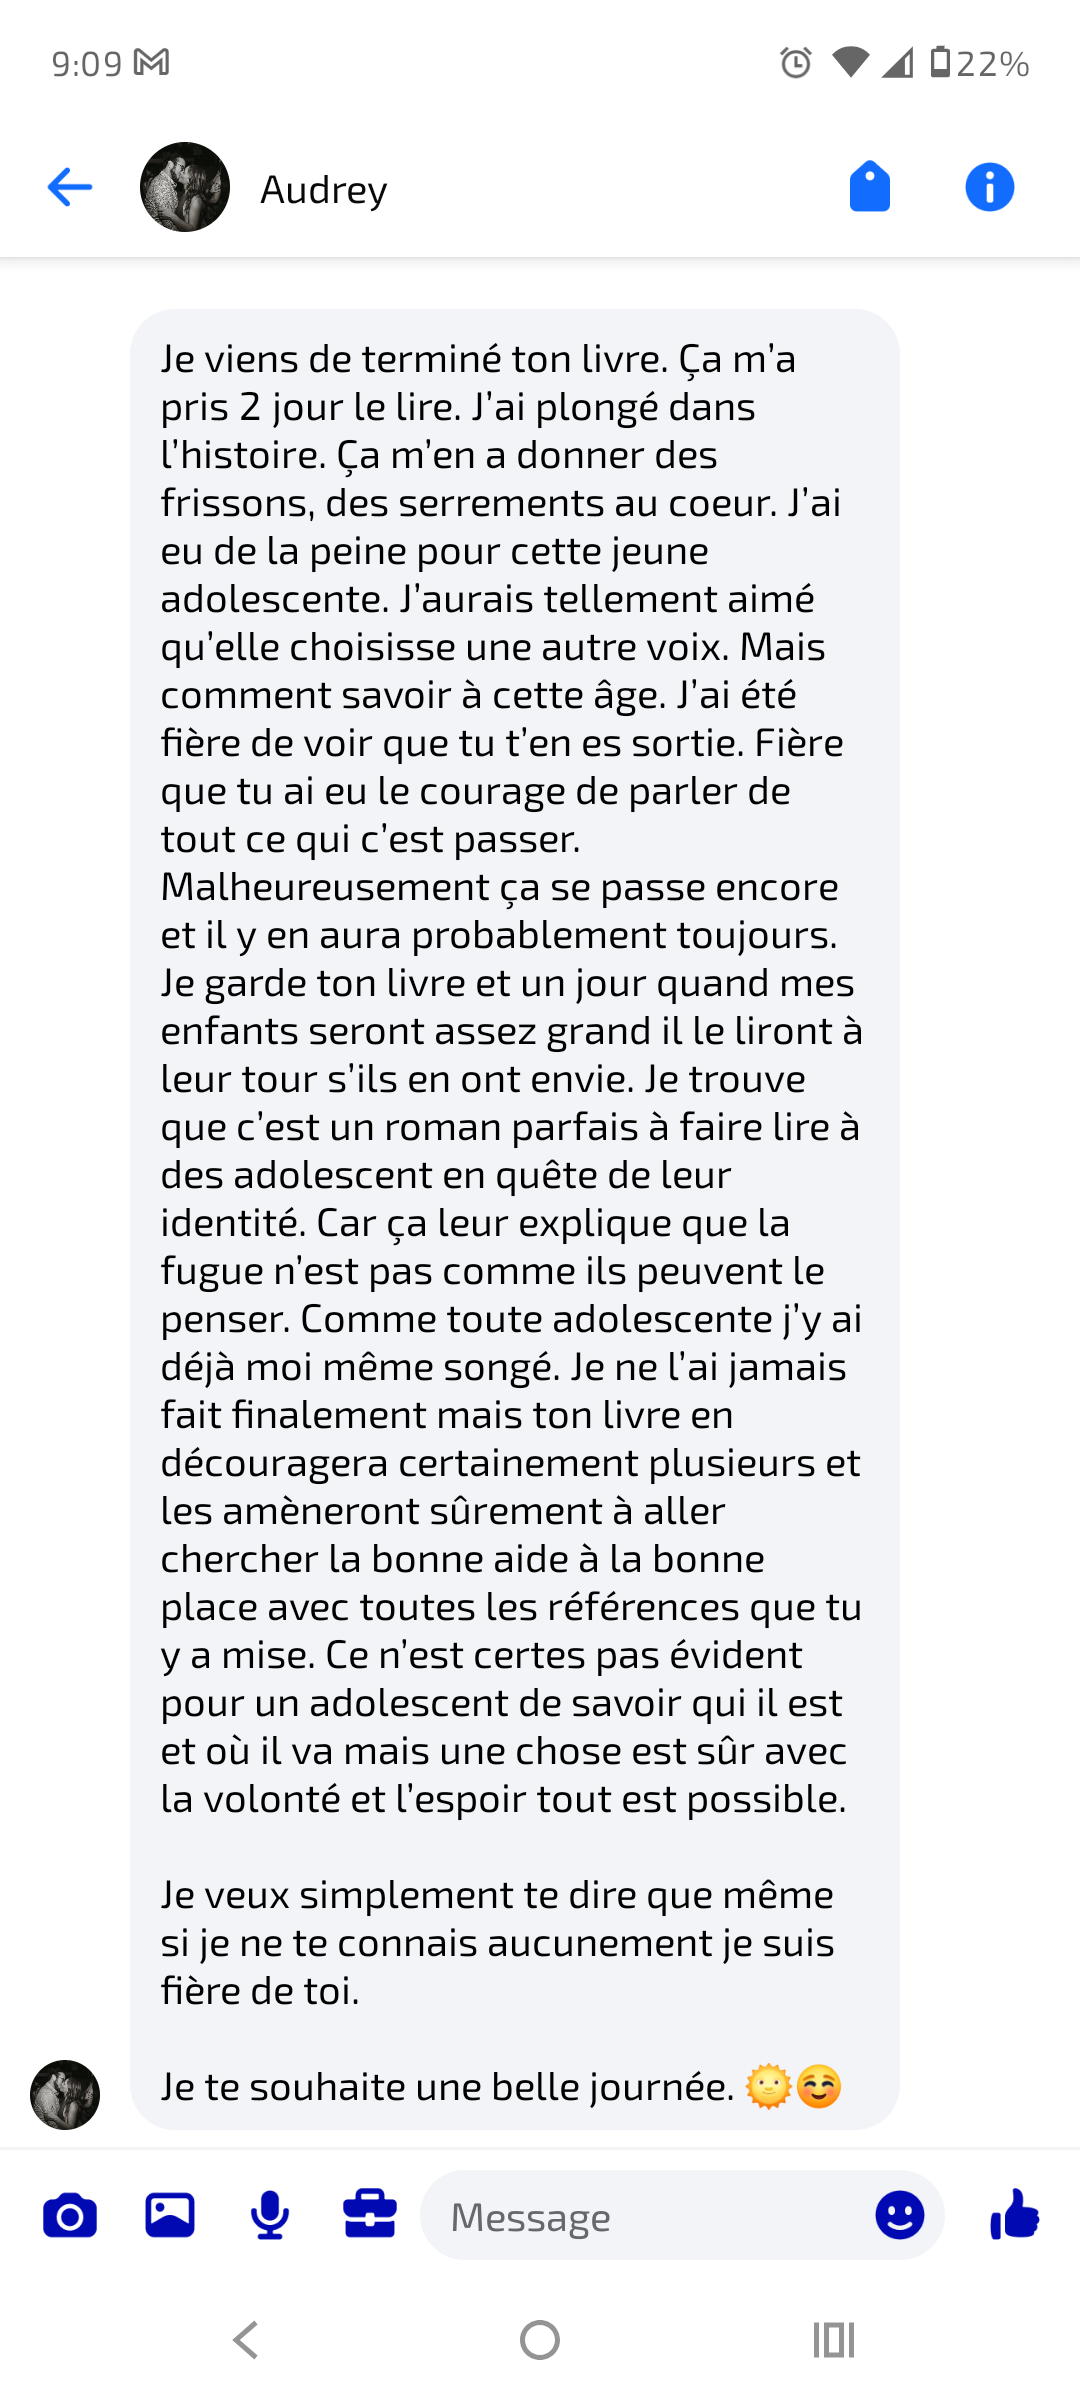 9:09
22%
Audrey
Je viens de terminé ton livre. Ça m’a
pris 2 jour le lire. J’ai plongé dans
l’histoire. Ça m’en a donner des
frissons, des serrements au coeur. J’ai
eu de la peine pour cette jeune
adolescente. J’aurais tellement aimé
qu’elle choisisse une autre voix. Mais
comment savoir à cette âge. J’ai été
fière de voir que tu t’en es sortie. Fière
que tu ai eu le courage de parler de
tout ce qui c’est passer.
Malheureusement ça se passe encore
et il y en aura probablement toujours.
Je garde ton livre et un jour quand mes
enfants seront assez grand il le liront à
leur tour s’ils en ont envie. Je trouve
que c’est un roman parfais à faire lire à
des adolescent en quête de leur
identité. Car ça leur explique que la
fugue n’est pas comme ils peuvent le
penser. Comme toute adolescente j’y ai
déjà moi même songé. Je ne l’ai jamais
fait finalement mais ton livre en
découragera certainement plusieurs et
les amèneront sûrement à aller
chercher la bonne aide à la bonne
place avec toutes les références que tu
y a mise. Ce n’est certes pas évident
pour un adolescent de savoir qui il est
et où il va mais une chose est sûr avec
la volonté et l’espoir tout est possible.
Je veux simplement te dire que même
si je ne te connais aucunement je suis
fière de toi.
Je te souhaite une belle journée. 🌞☺️
Message